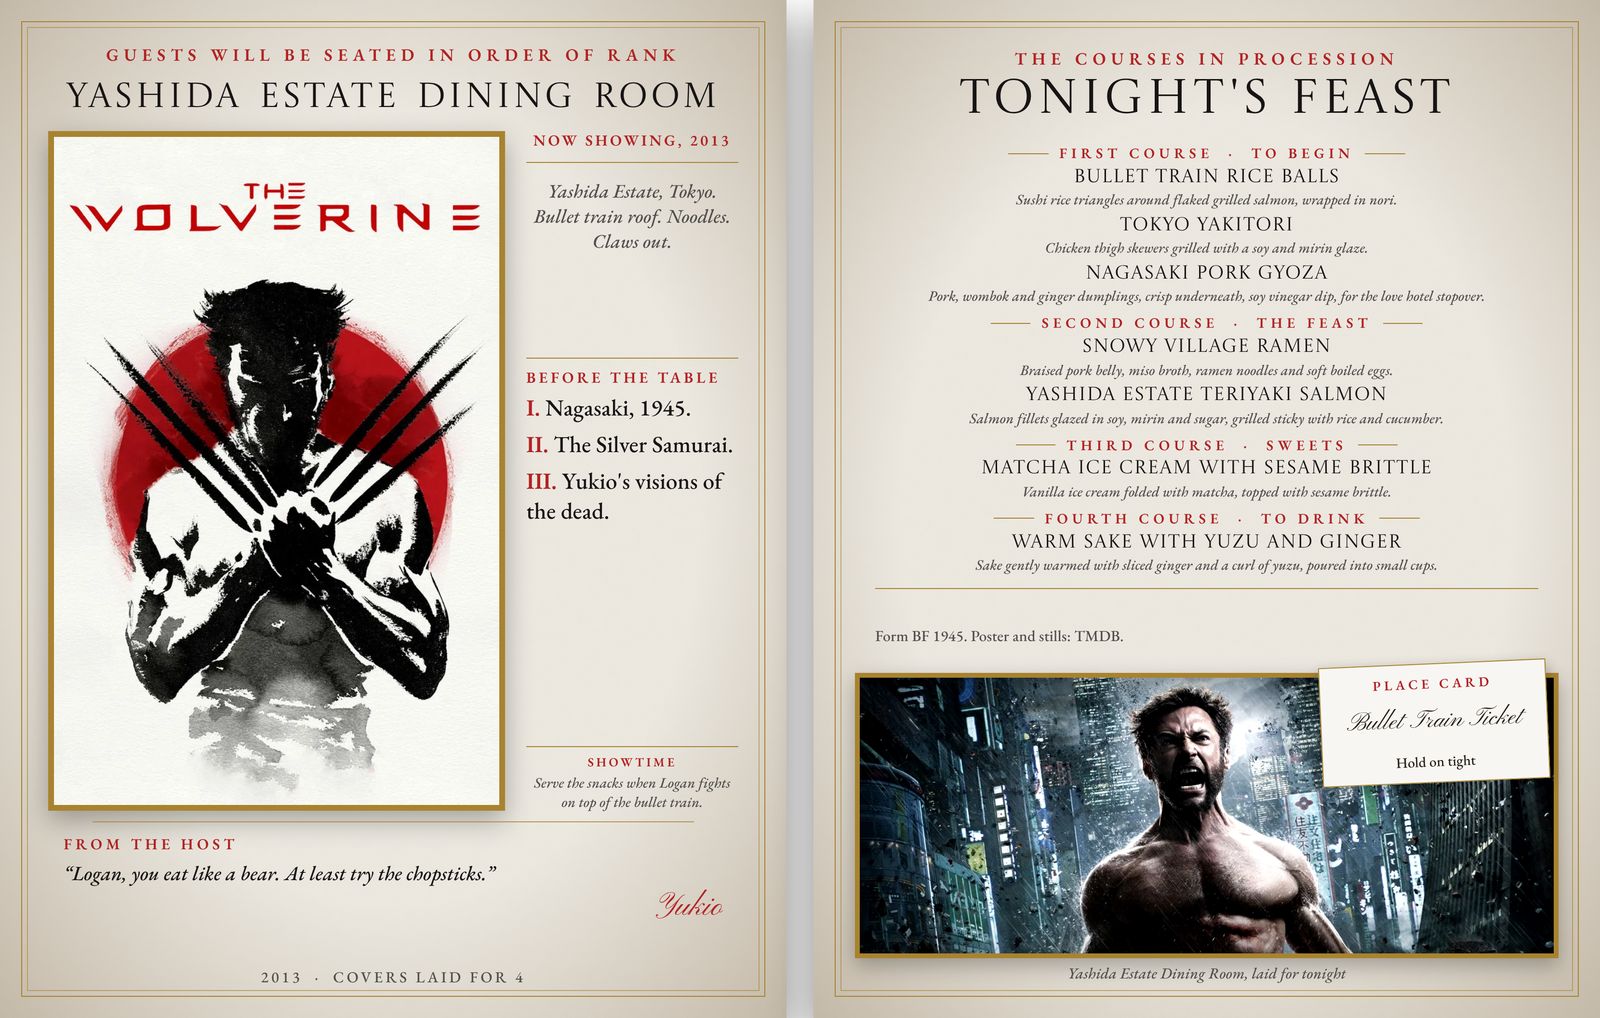 GUESTS WILL BE SEATED IN ORDER OF RANK
YASHIDA ESTATE DINING ROOM
THE
WOLVERINE
NOW SHOWING, 2013
Yashida Estate, Tokyo.
Bullet train roof. Noodles.
Claws out.
BEFORE THE TABLE
I. Nagasaki, 1945.
II. The Silver Samurai.
III. Yukio's visions of
the dead.
SHOWTIME
Serve the snacks when Logan fights
on top of the bullet train.
FROM THE HOST
“Logan, you eat like a bear. At least try the chopsticks.”
Yukio
2013 · COVERS LAID FOR 4
THE COURSES IN PROCESSION
TONIGHT'S FEAST
FIRST COURSE · TO BEGIN
BULLET TRAIN RICE BALLS
Sushi rice triangles around flaked grilled salmon, wrapped in nori.
TOKYO YAKITORI
Chicken thigh skewers grilled with a soy and mirin glaze.
NAGASAKI PORK GYOZA
Pork, wombok and ginger dumplings, crisp underneath, soy vinegar dip, for the love hotel stopover.
SECOND COURSE · THE FEAST
SNOWY VILLAGE RAMEN
Braised pork belly, miso broth, ramen noodles and soft boiled eggs.
YASHIDA ESTATE TERIYAKI SALMON
Salmon fillets glazed in soy, mirin and sugar, grilled sticky with rice and cucumber.
THIRD COURSE · SWEETS
MATCHA ICE CREAM WITH SESAME BRITTLE
Vanilla ice cream folded with matcha, topped with sesame brittle.
FOURTH COURSE · TO DRINK
WARM SAKE WITH YUZU AND GINGER
Sake gently warmed with sliced ginger and a curl of yuzu, poured into small cups.
Form BF 1945. Poster and stills: TMDB.
PLACE CARD
Bullet Train Ticket
Hold on tight
Yashida Estate Dining Room, laid for tonight